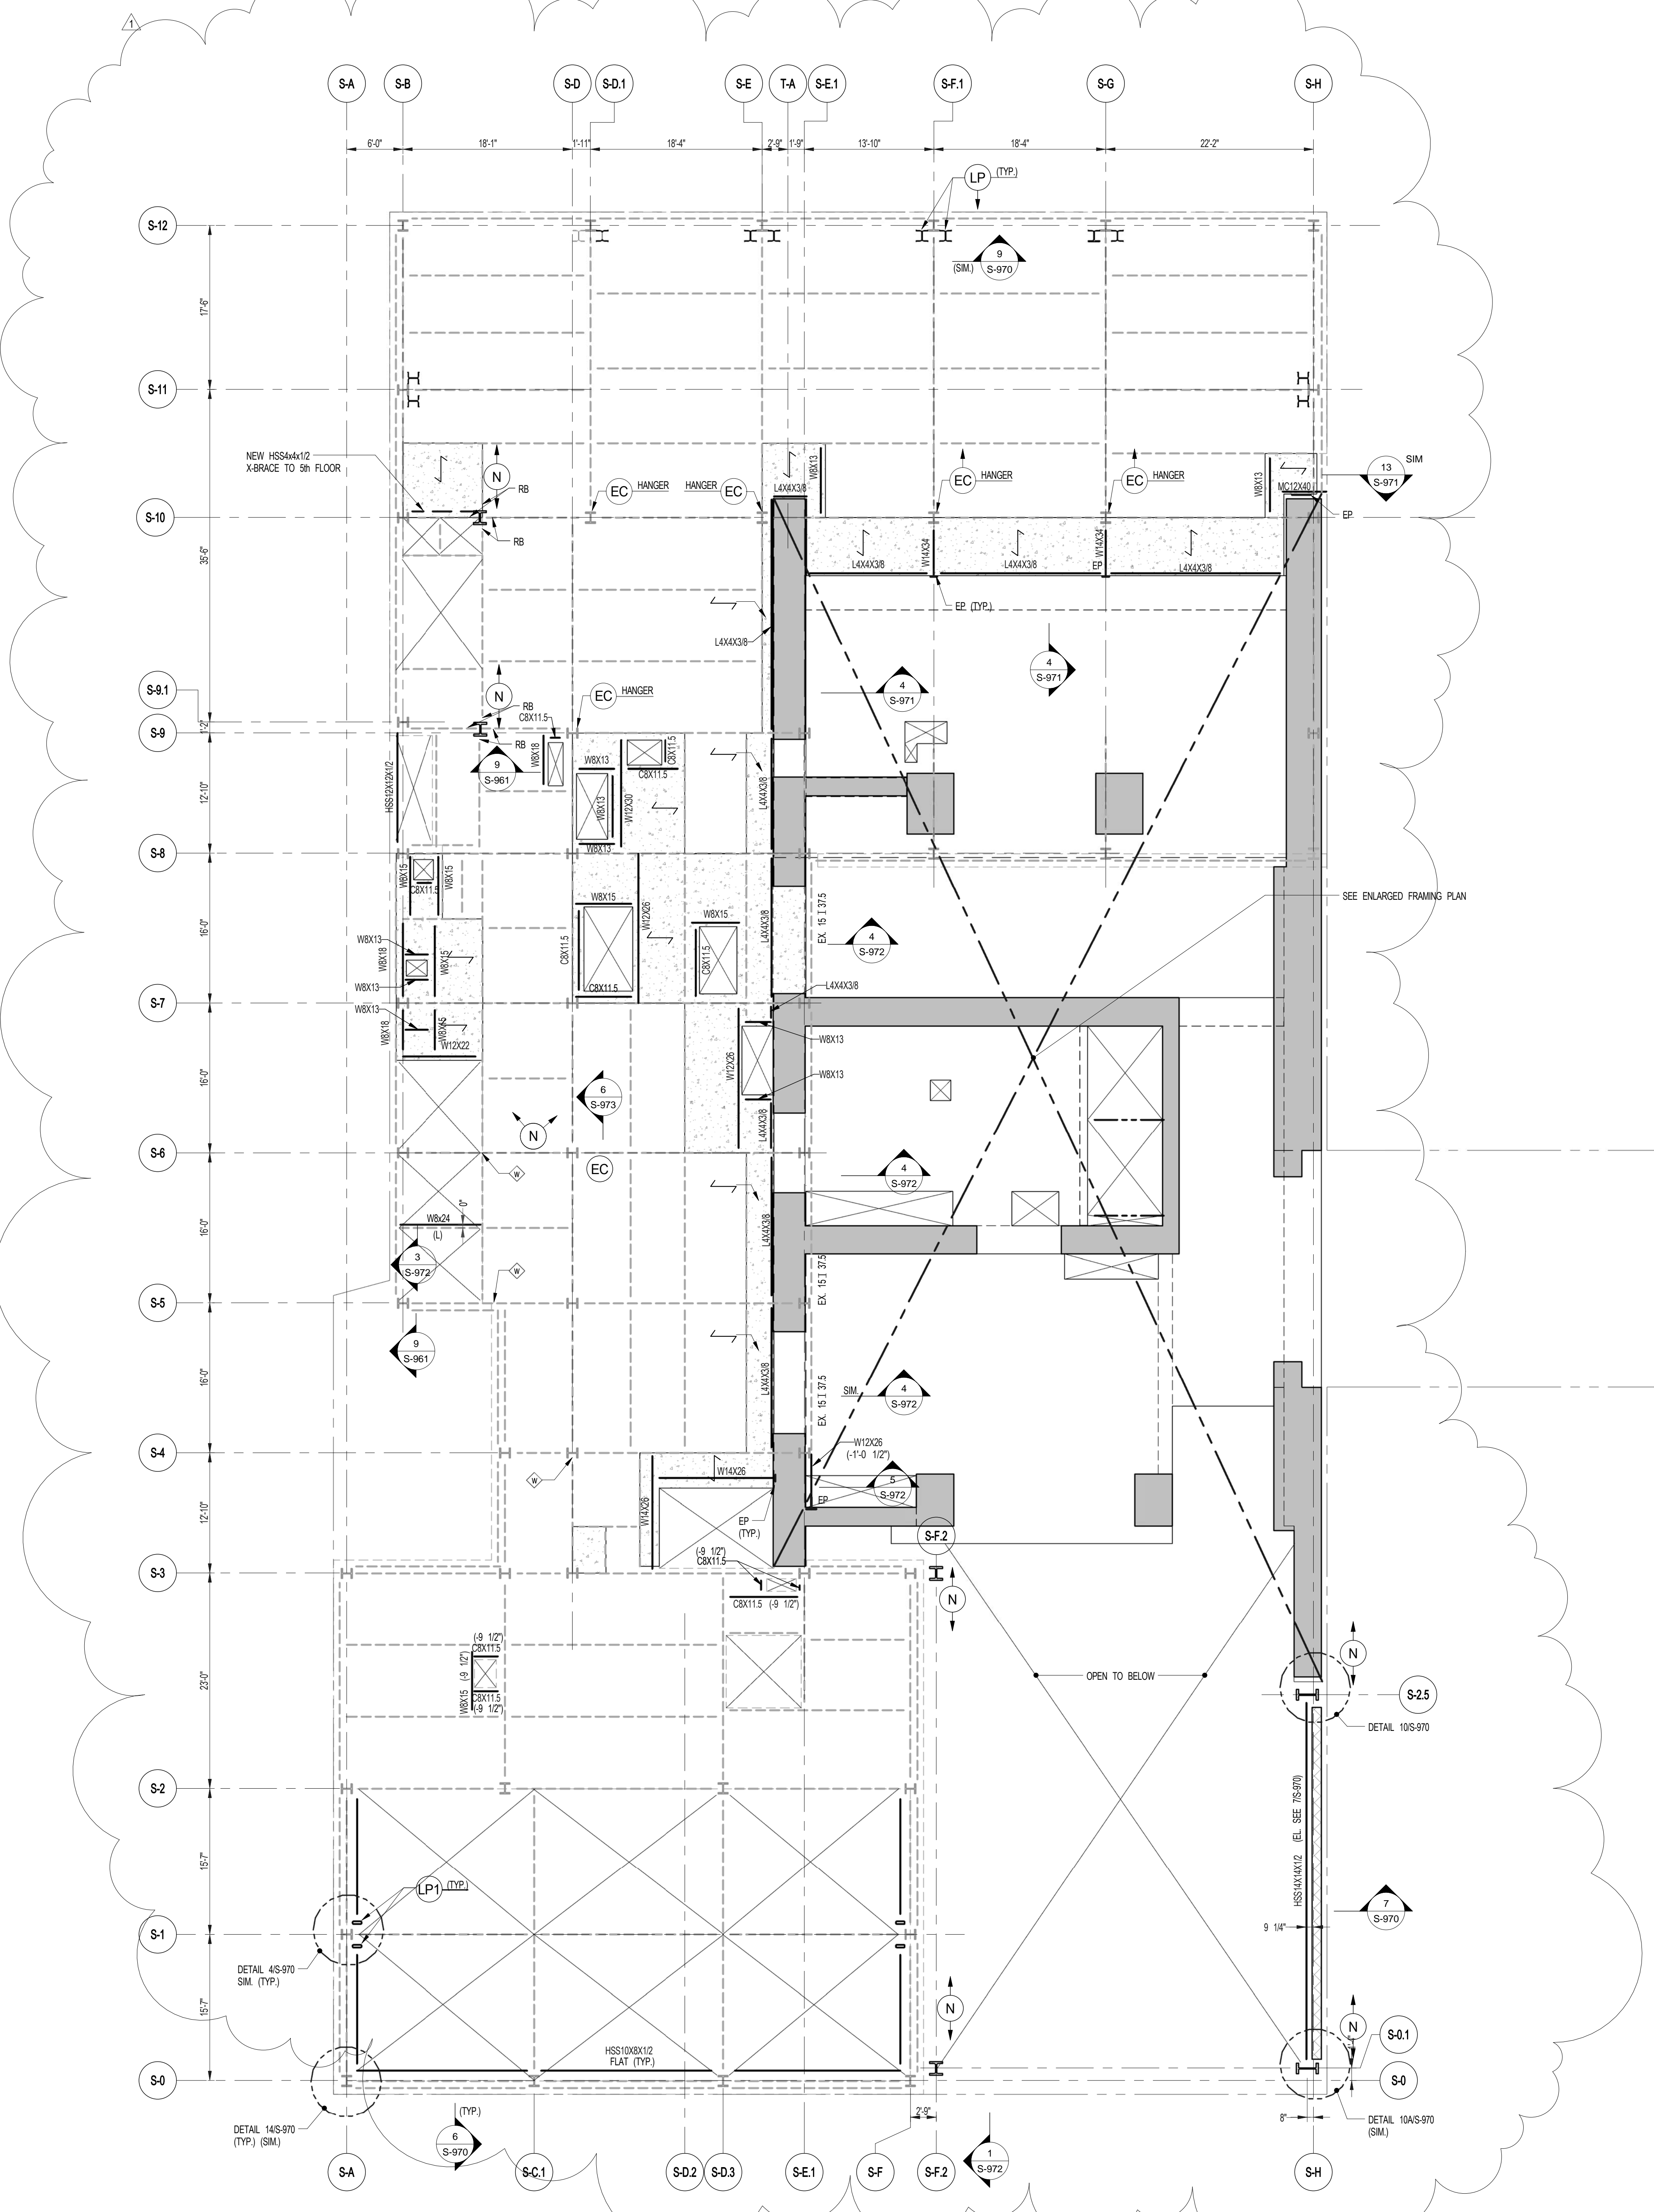 1
S-A
S-B
S-D
S-D.1
S-E
T-A
S-E.1
S-F.1
S-G
S-H
6'-0"
18'-1"
1'-11"
18'-4"
2'-9"
1'-9"
13'-10"
18'-4"
22'-2"
LP
(TYP.)
S-12
9
S-970
(SIM.)
17'-6"
S-11
NEW HSS4x4x1/2
X-BRACE TO 5th FLOOR
N
RB
RB
EC
HANGER
HANGER
EC
W8X13
L4X4X3/8
EC
HANGER
EC
HANGER
W8X13
MC12X40
EP
13
S-971
SIM
S-10
35'-6"
L4X4X3/8
W14X34
L4X4X3/8
EP
W14X34
L4X4X3/8
EP (TYP.)
L4X4X3/8
4
S-971
4
S-971
S-9.1
N
RB
C8X11.5
RB
EC
HANGER
1'-2"
S-9
9
S-961
HSS12X12X1/2
W8X18
W8X13
C8X11.5
C8X11.5
W8X13
W12X30
W8X13
L4X4X3/8
12'-10"
S-8
W8X15
C8X11.5
W8X15
W8X15
W12X26
C8X11.5
C8X11.5
W8X15
C8X11.5
L4X4X3/8
EX. 15 I 37.5
4
S-972
SEE ENLARGED FRAMING PLAN
16'-0"
W8X13
W8X18
W8X15
W8X13
S-7
W8X13
W8X18
W8X15
W12X22
L4X4X3/8
W8X13
W12X26
W8X13
L4X4X3/8
16'-0"
6
S-973
N
S-6
EC
W
4
S-972
W8x24
(L)
0"
3
S-972
L4X4X3/8
EX. 15 I 37.5
16'-0"
W
S-5
9
S-961
L4X4X3/8
EX. 15 I 37.5
SIM.
4
S-972
16'-0"
S-4
W12X26
(-1'-0 1/2")
W
W14X26
W14X26
5
S-972
EP
EP
(TYP.)
12'-10"
S-F.2
S-3
(-9 1/2")
C8X11.5
C8X11.5 (-9 1/2")
N
N
(-9 1/2")
C8X11.5
W8X15 (-9 1/2")
C8X11.5
(-9 1/2")
OPEN TO BELOW
23'-0"
S-2.5
DETAIL 10/S-970
S-2
HSS14X14X1/2 (EL. SEE 7/S-970)
15'-7"
LP1
(TYP.)
7
S-970
S-1
9 1/4"
DETAIL 4/S-970
SIM. (TYP.)
15'-7"
N
N
S-0.1
HSS10X8X1/2
FLAT (TYP.)
S-0
S-0
DETAIL 14/S-970
(TYP.) (SIM.)
(TYP.)
6
S-970
2'-9"
1
S-972
8"
DETAIL 10A/S-970
(SIM.)
S-A
S-C.1
S-D.2
S-D.3
S-E.1
S-F
S-F.2
S-H